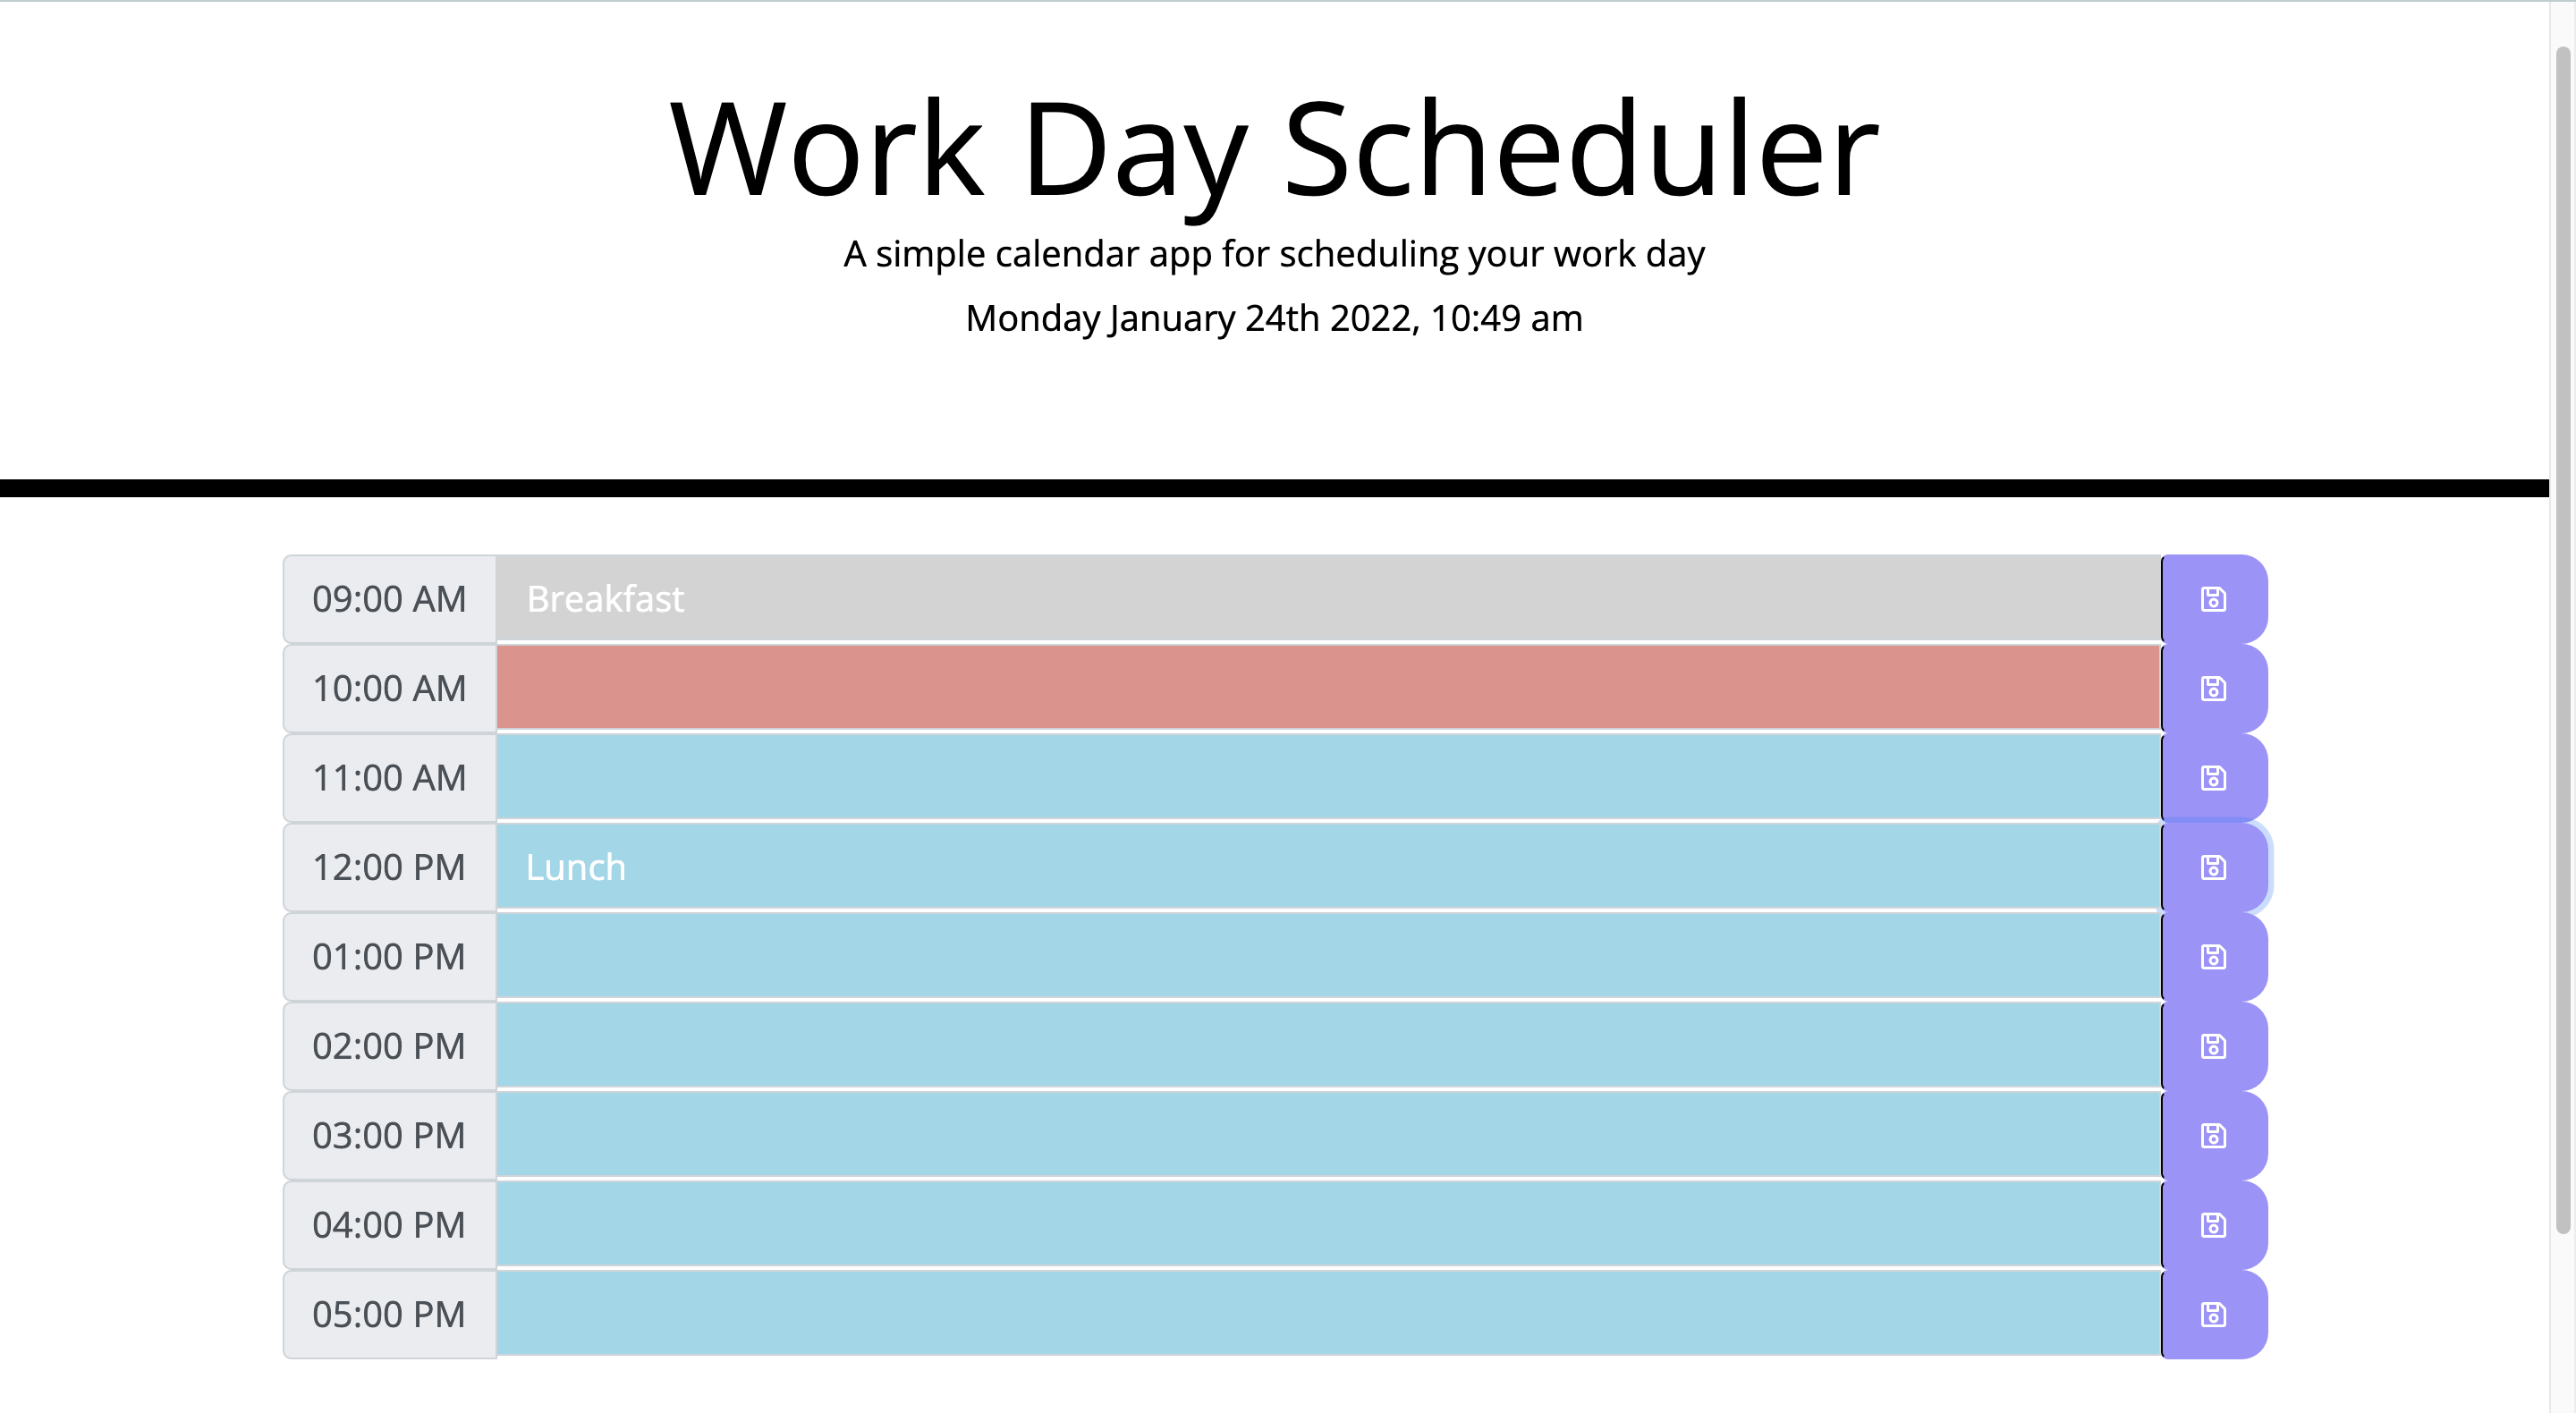 Work Day Scheduler
A simple calendar app for scheduling your work day
Monday January 24th 2022, 10:49 am
09:00 AM Breakfast
10:00 AM
11:00 AM
12:00 PM Lunch
01:00 PM
02:00 PM
03:00 PM
04:00 PM
05:00 PM